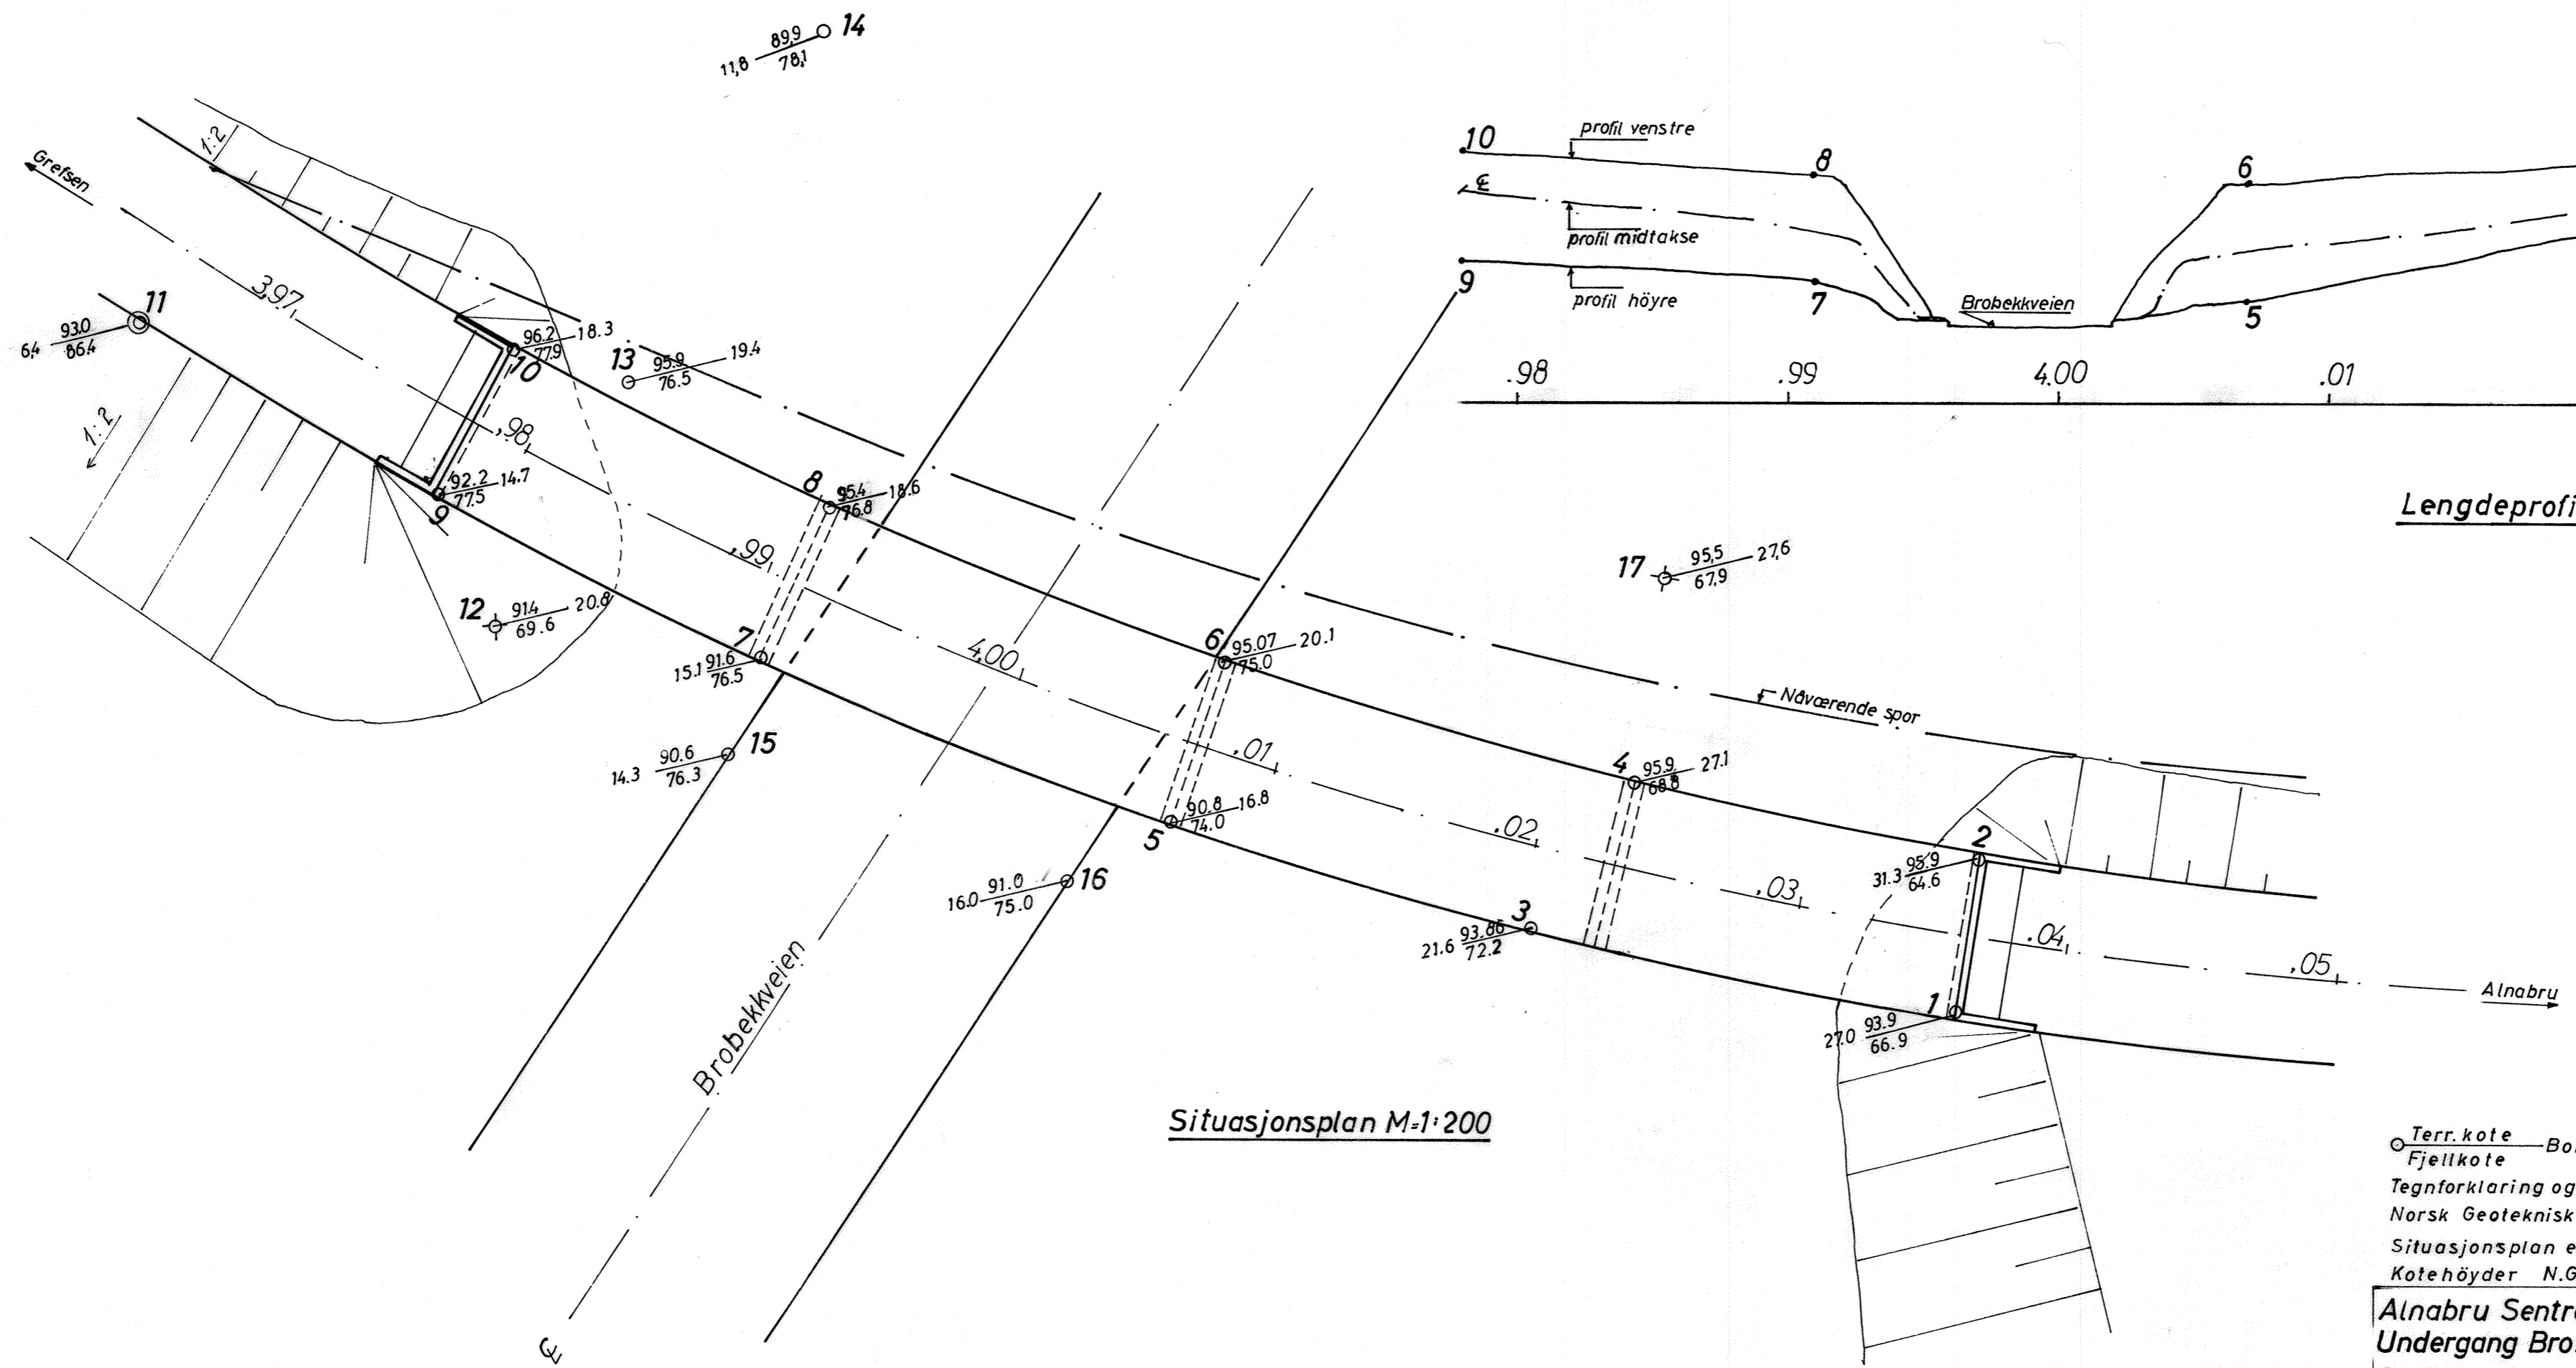 89,9 14
11,8 78,1
1:2
Grefsen
3,97
11
93.0
6,4 86.4
1:2
96.2 18.3
77.9
10
13 95.9 19.4
76.5
.98
92.2 14.7
77.5
9
8 95.4 18.6
76.8
.99
12 91.4 20.8
69.6
7
15.1 91.6
76.5
4,00
6 95.07 20.1
75.0
15
90.6
14.3 76.3
.01
90.8 16.8
74.0
5
91.0 16
16.0 75.0
Brobekkveien
17 95,5 27,6
67,9
Nåværende spor
4 95.9 27.1
68.8
.02
3
21.6 93.86
72.2
.03
2
31.3 95.9
64.6
.04
.05
Alnabru
1
27.0 93.9
66.9
10
profil venstre
8
6
℄
profil midtakse
9
profil höyre
7
Brobekkveien
5
.98 .99 4.00 .01
Lengdeprofi
Situasjonsplan M=1:200
℄
Terr. kote Bo
Fjellkote
Tegnforklaring og
Norsk Geoteknisk
Situasjonsplan e
Kotehöyder N.G
Alnabru Sentr
Undergang Bro